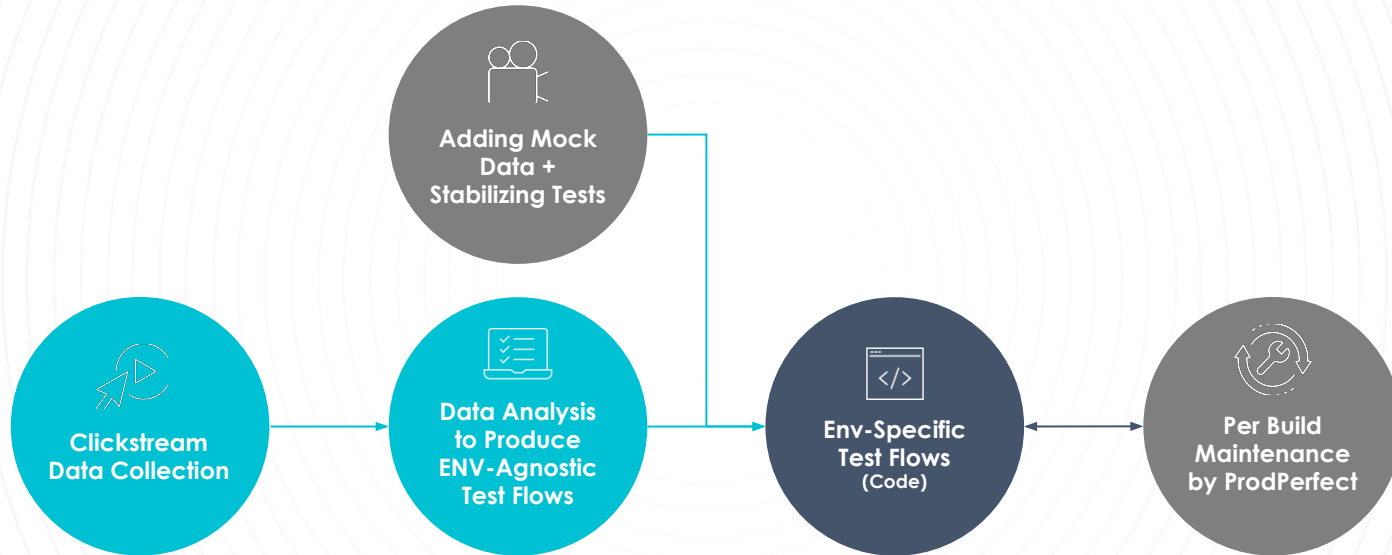 Adding Mock
Data +
Stabilizing Tests
Clickstream
Data Collection
Data Analysis
to Produce
ENV-Agnostic
Test Flows
</>
Env-Specific
Test Flows
(Code)
Per Build
Maintenance
by ProdPerfect